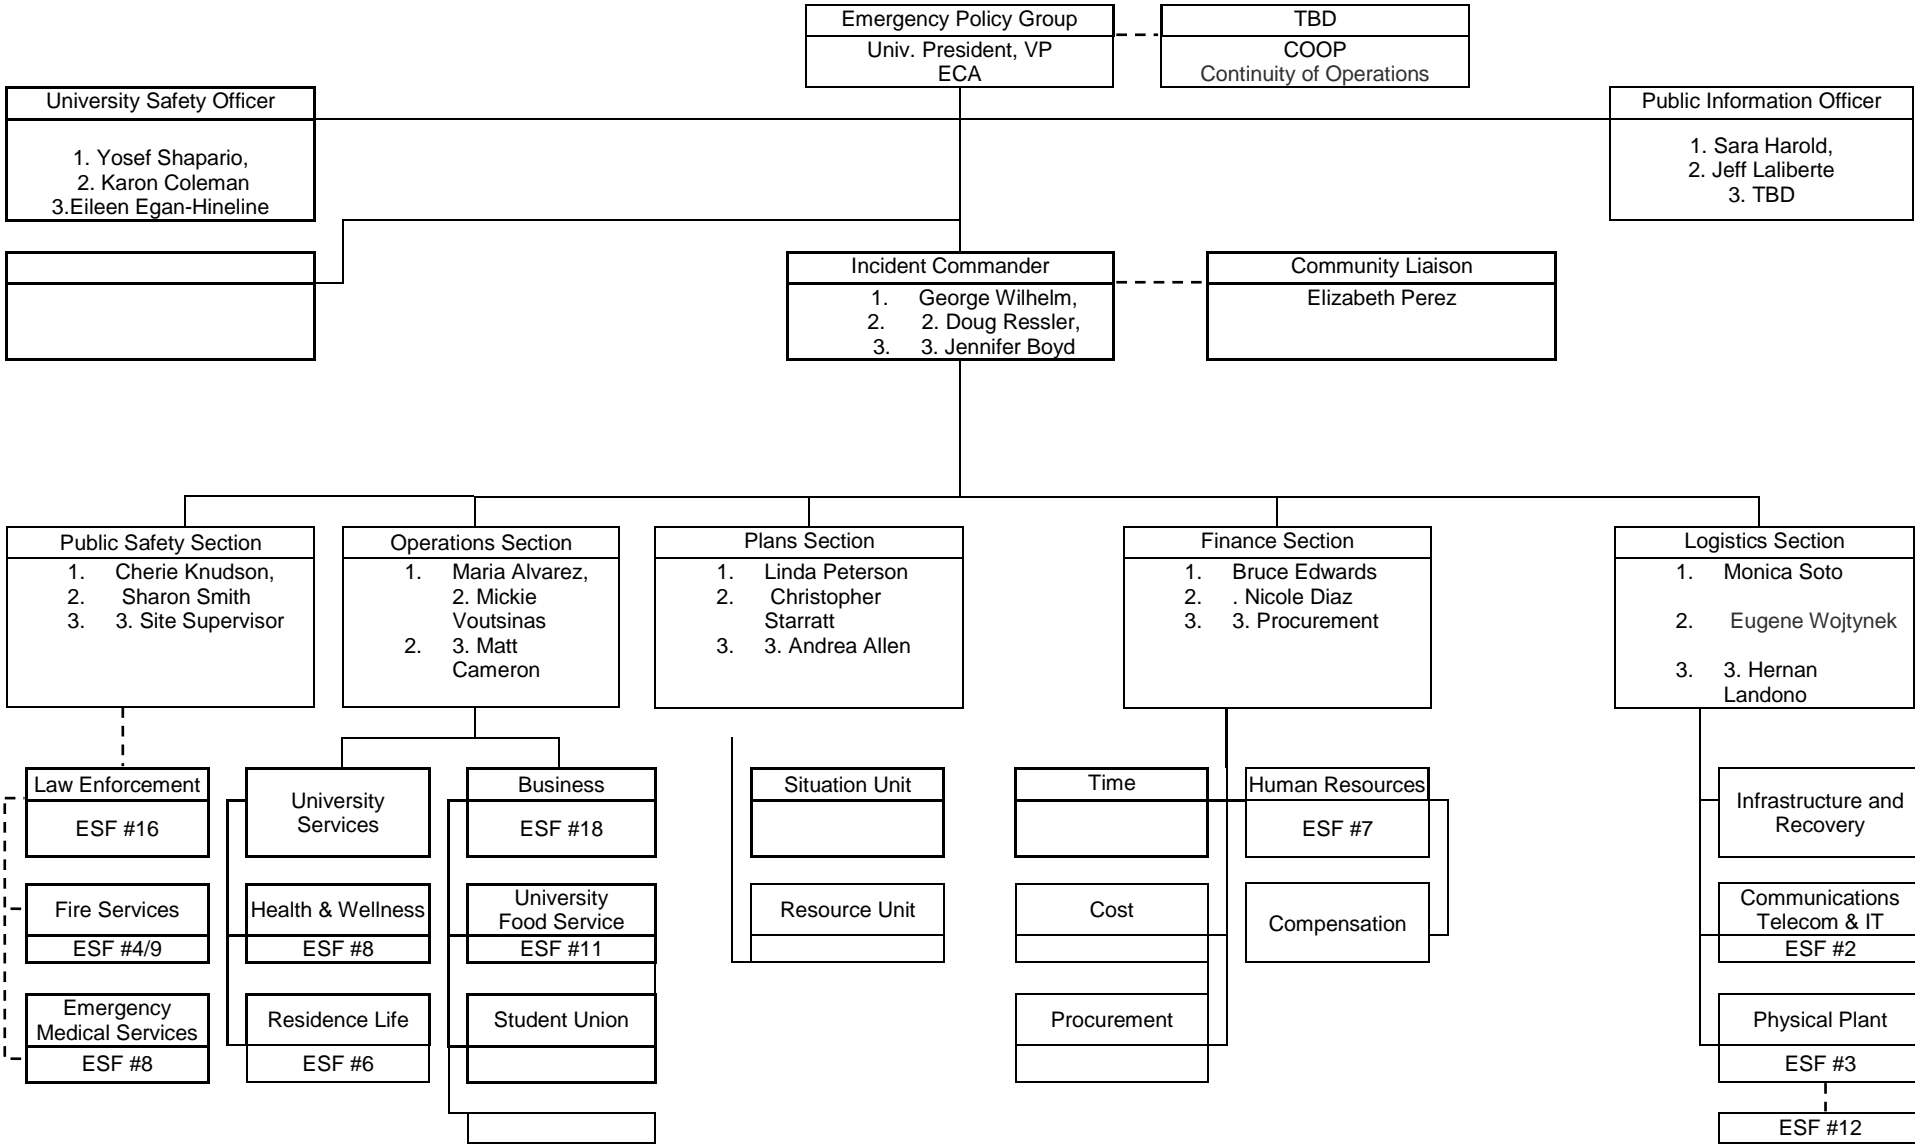 Emergency Policy Group
Univ. President, VP
ECA
TBD
COOP
Continuity of Operations
University Safety Officer
1. Yosef Shapario,
2. Karon Coleman
3.Eileen Egan-Hineline
Public Information Officer
1. Sara Harold,
2. Jeff Laliberte
3. TBD
Incident Commander
1. George Wilhelm,
2. 2. Doug Ressler,
3. 3. Jennifer Boyd
Community Liaison
Elizabeth Perez
Public Safety Section
1. Cherie Knudson,
2. Sharon Smith
3. 3. Site Supervisor
Operations Section
1. Maria Alvarez,
2. Mickie
Voutsinas
2. 3. Matt
Cameron
Plans Section
1. Linda Peterson
2. Christopher
Starratt
3. 3. Andrea Allen
Finance Section
1. Bruce Edwards
2. . Nicole Diaz
3. 3. Procurement
Logistics Section
1. Monica Soto
2. Eugene Wojtynek
3. 3. Hernan
Landono
Law Enforcement
ESF #16
Fire Services
ESF #4/9
Emergency
Medical Services
ESF #8
University
Services
Health & Wellness
ESF #8
Residence Life
ESF #6
Business
ESF #18
University
Food Service
ESF #11
Student Union
Situation Unit
Resource Unit
Time
Cost
Procurement
Human Resources
ESF #7
Compensation
Infrastructure and
Recovery
Communications
Telecom & IT
ESF #2
Physical Plant
ESF #3
ESF #12